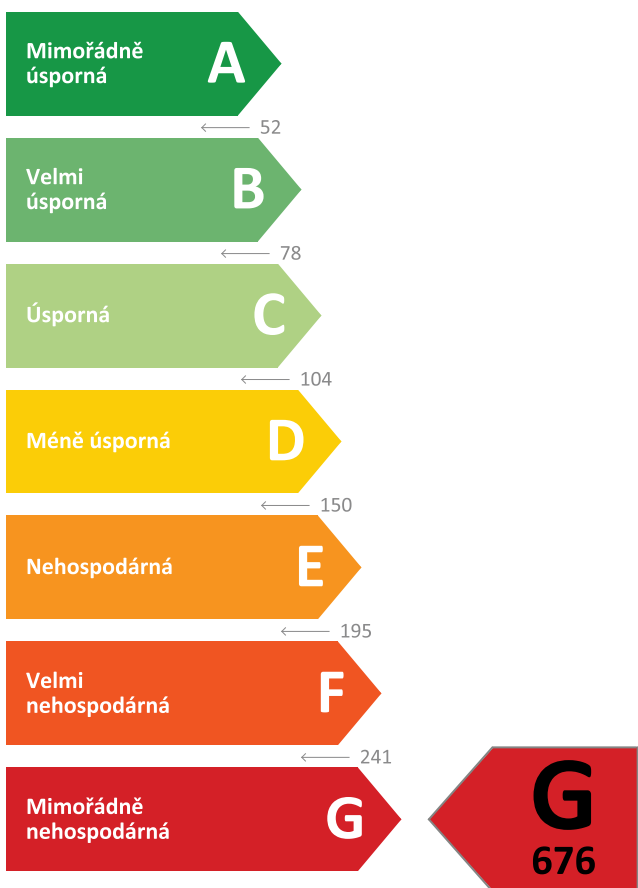 Mimořádně
úsporná
A
52
Velmi
úsporná
B
78
Úsporná
C
104
Méně úsporná
D
150
Nehospodárná
E
195
Velmi
nehospodárná
F
241
Mimořádně
nehospodárná
G
G
676